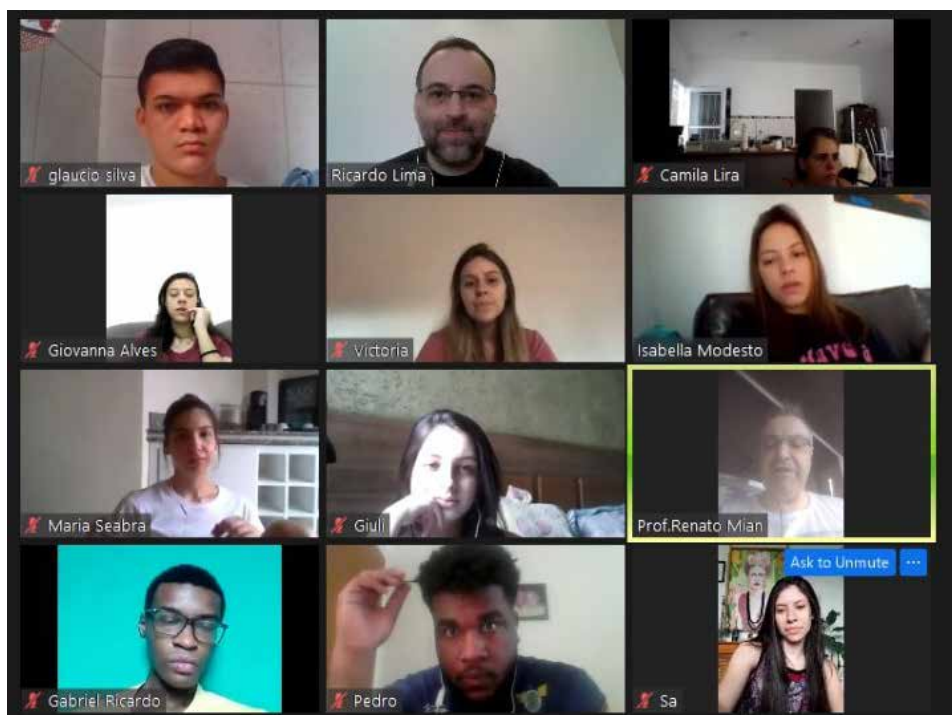 glaucio silva
Ricardo Lima
Camila Lira
Giovanna Alves
Victoria
Isabella Modesto
Maria Seabra
Giuli
Prof.Renato Mian
Ask to Unmute
Gabriel Ricardo
Pedro
Sa